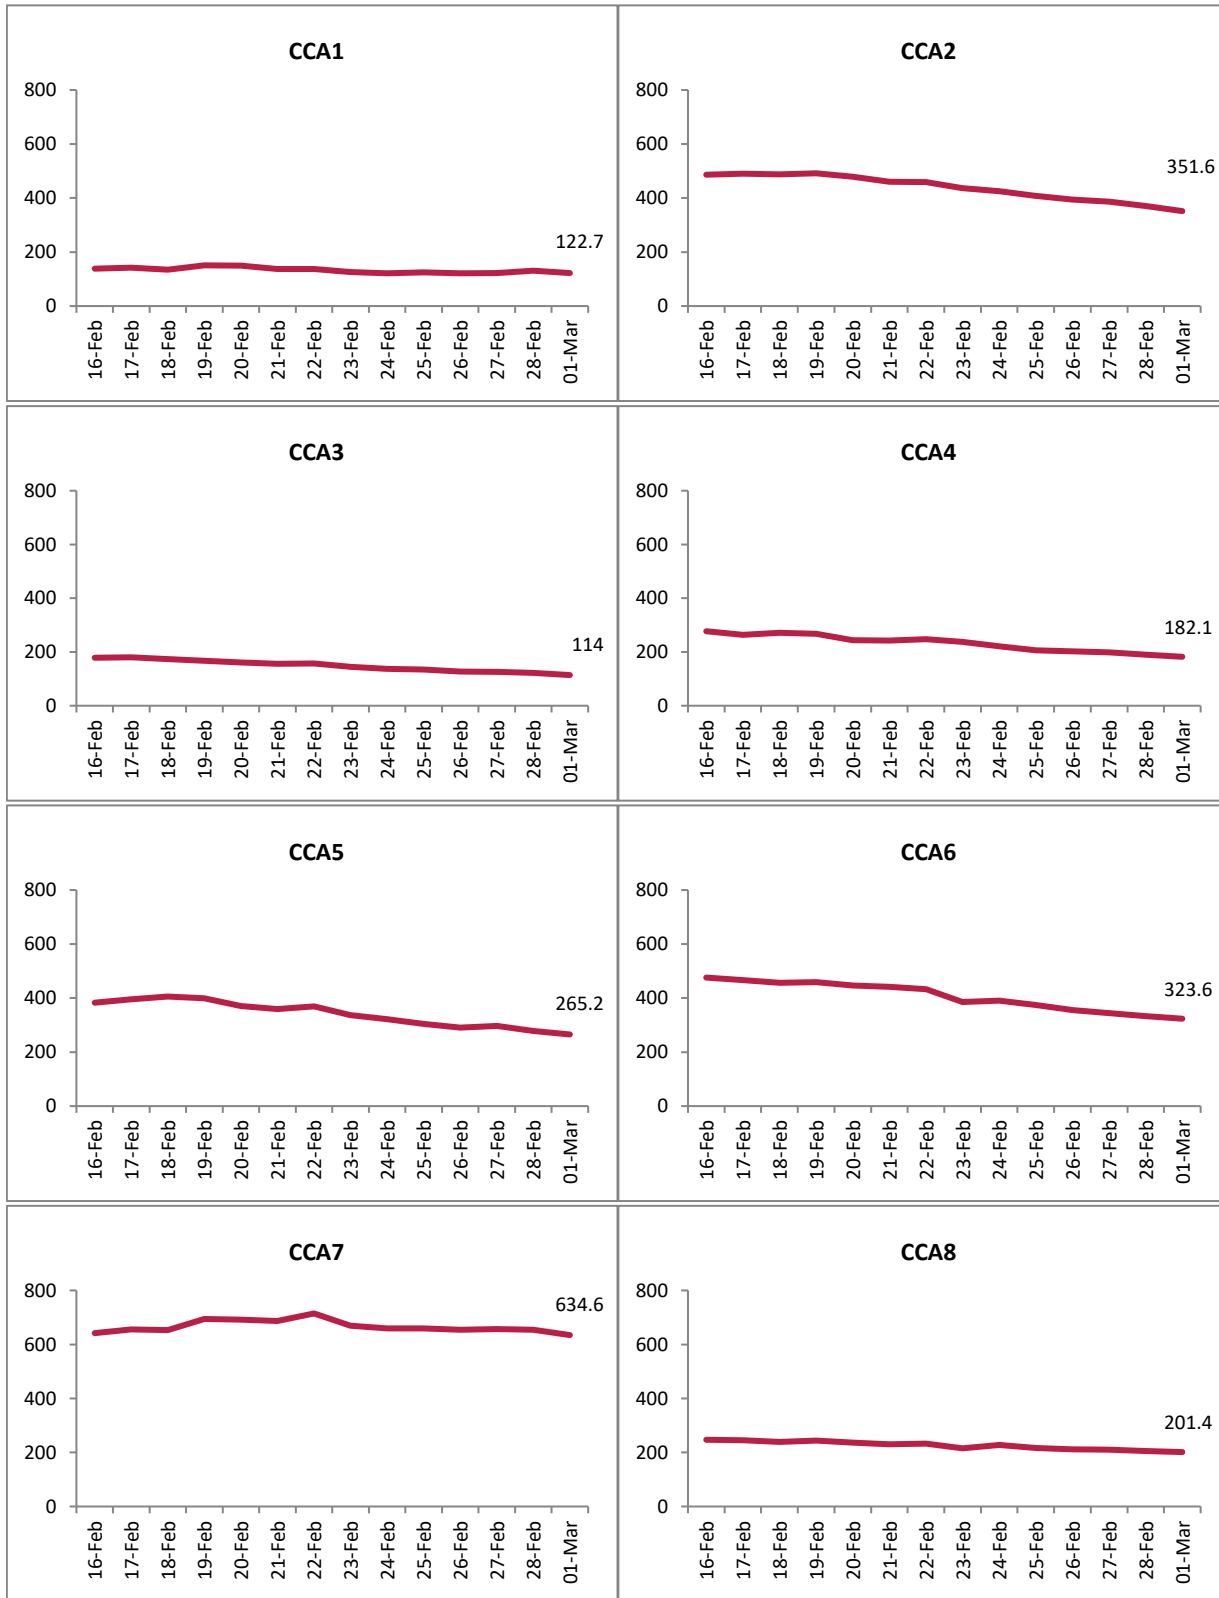 CCA1
800
600
400
200
0
122.7
16-Feb
17-Feb
18-Feb
19-Feb
20-Feb
21-Feb
22-Feb
23-Feb
24-Feb
25-Feb
26-Feb
27-Feb
28-Feb
01-Mar
CCA2
800
600
400
200
0
351.6
16-Feb
17-Feb
18-Feb
19-Feb
20-Feb
21-Feb
22-Feb
23-Feb
24-Feb
25-Feb
26-Feb
27-Feb
28-Feb
01-Mar
CCA3
800
600
400
200
0
114
16-Feb
17-Feb
18-Feb
19-Feb
20-Feb
21-Feb
22-Feb
23-Feb
24-Feb
25-Feb
26-Feb
27-Feb
28-Feb
01-Mar
CCA4
800
600
400
200
0
182.1
16-Feb
17-Feb
18-Feb
19-Feb
20-Feb
21-Feb
22-Feb
23-Feb
24-Feb
25-Feb
26-Feb
27-Feb
28-Feb
01-Mar
CCA5
800
600
400
200
0
265.2
16-Feb
17-Feb
18-Feb
19-Feb
20-Feb
21-Feb
22-Feb
23-Feb
24-Feb
25-Feb
26-Feb
27-Feb
28-Feb
01-Mar
CCA6
800
600
400
200
0
323.6
16-Feb
17-Feb
18-Feb
19-Feb
20-Feb
21-Feb
22-Feb
23-Feb
24-Feb
25-Feb
26-Feb
27-Feb
28-Feb
01-Mar
CCA7
800
600
400
200
0
634.6
16-Feb
17-Feb
18-Feb
19-Feb
20-Feb
21-Feb
22-Feb
23-Feb
24-Feb
25-Feb
26-Feb
27-Feb
28-Feb
01-Mar
CCA8
800
600
400
200
0
201.4
16-Feb
17-Feb
18-Feb
19-Feb
20-Feb
21-Feb
22-Feb
23-Feb
24-Feb
25-Feb
26-Feb
27-Feb
28-Feb
01-Mar